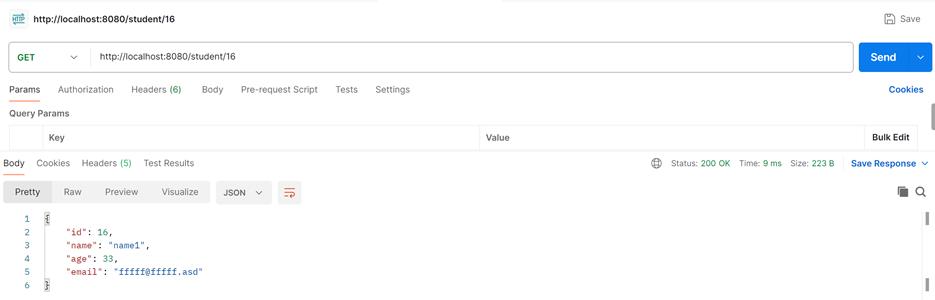 HTTP http://localhost:8080/student/16 Save
GET http://localhost:8080/student/16 Send
Params Authorization Headers (6) Body Pre-request Script Tests Settings Cookies
Query Params
Key Value Bulk Edit
Body Cookies Headers (5) Test Results Status: 200 OK Time: 9 ms Size: 223 B Save Response
Pretty Raw Preview Visualize JSON
1 {
2 "id": 16,
3 "name": "name1",
4 "age": 33,
5 "email": "fffff@fffff.asd"
6 }